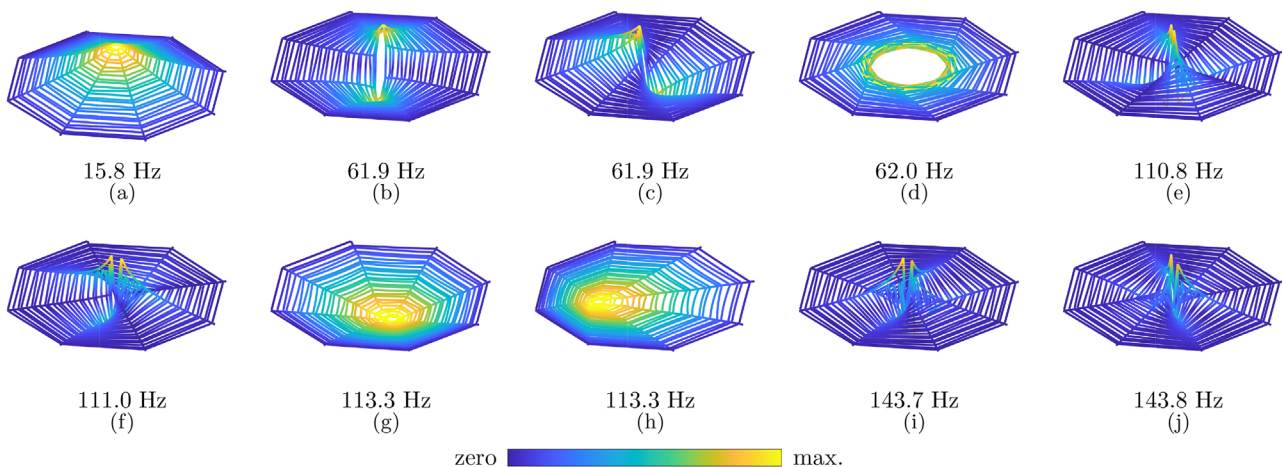 15.8 Hz
(a)
61.9 Hz
(b)
61.9 Hz
(c)
62.0 Hz
(d)
110.8 Hz
(e)
111.0 Hz
(f)
113.3 Hz
(g)
113.3 Hz
(h)
143.7 Hz
(i)
143.8 Hz
(j)
zero max.